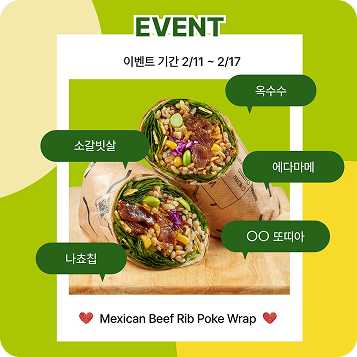 EVENT
이벤트 기간 2/11 ~ 2/17
옥수수
소갈빗살
에다마메
○○ 또띠아
나쵸칩
Mexican Beef Rib Poke Wrap